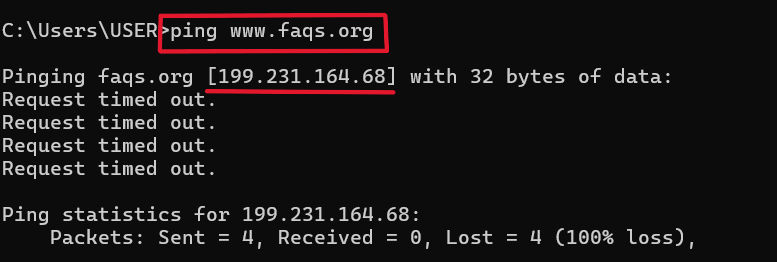 C:\Users\USER>ping www.faqs.org
Pinging faqs.org [199.231.164.68] with 32 bytes of data:
Request timed out.
Request timed out.
Request timed out.
Request timed out.
Ping statistics for 199.231.164.68:
Packets: Sent = 4, Received = 0, Lost = 4 (100% loss),